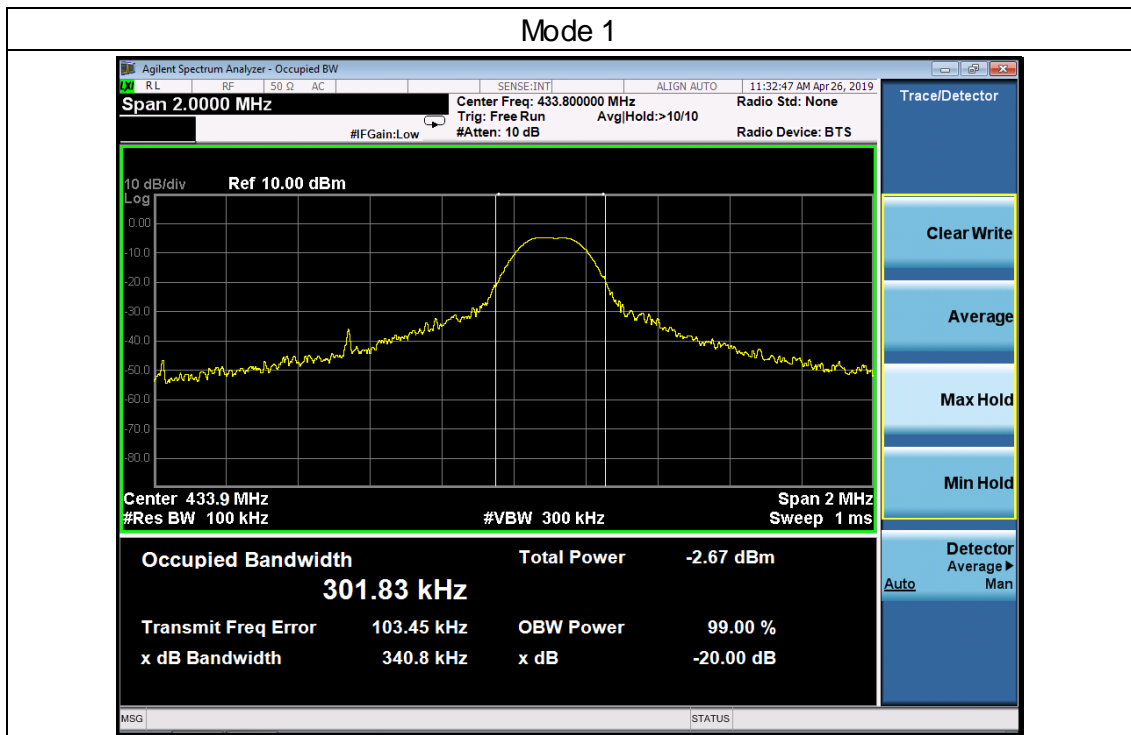 Mode 1
Agilent Spectrum Analyzer - Occupied BW
LXI RL RF 50 Ω AC SENSE:INT ALIGN AUTO 11:32:47 AM Apr 26, 2019
Span 2.0000 MHz
Center Freq: 433.800000 MHz Radio Std: None
Trig: Free Run Avg|Hold:>10/10
#IFGain:Low #Atten: 10 dB Radio Device: BTS
Trace/Detector
10 dB/div Ref 10.00 dBm
Log
0.00
-10.0
-20.0
-30.0
-40.0
-50.0
-60.0
-70.0
-80.0
Center 433.9 MHz Span 2 MHz
#Res BW 100 kHz #VBW 300 kHz Sweep 1 ms
Occupied Bandwidth Total Power -2.67 dBm
301.83 kHz
Transmit Freq Error 103.45 kHz OBW Power 99.00 %
x dB Bandwidth 340.8 kHz x dB -20.00 dB
Clear Write
Average
Max Hold
Min Hold
Detector
Average▶
Auto Man
MSG STATUS